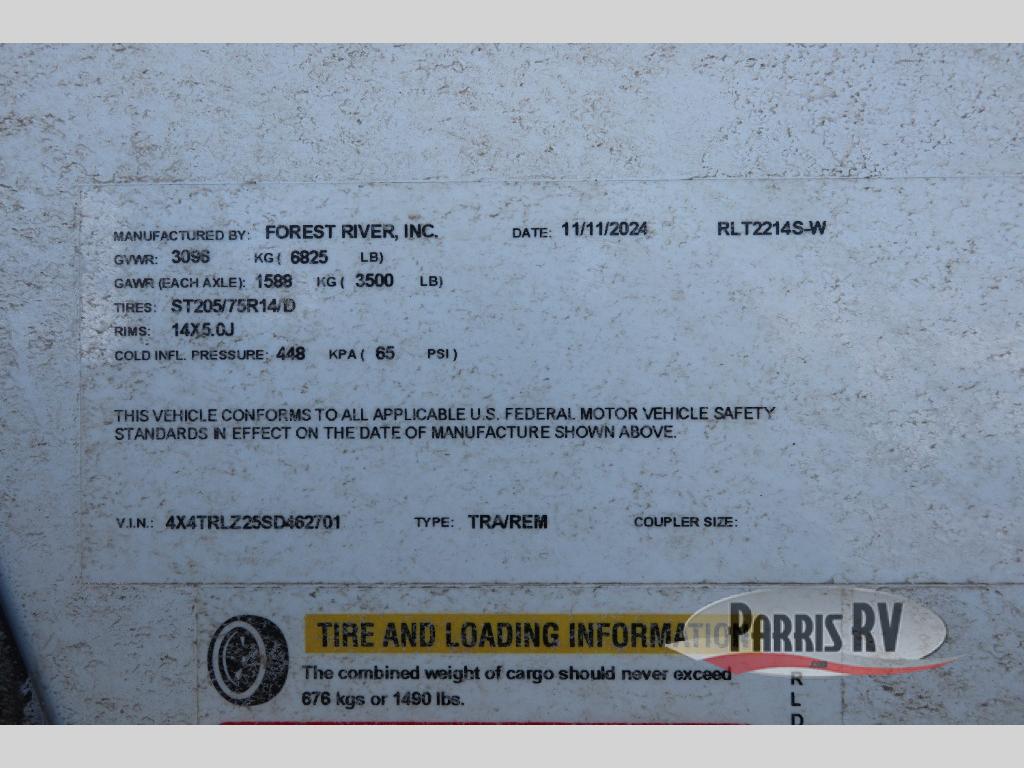 MANUFACTURED BY: FOREST RIVER, INC. DATE: 11/11/2024 RLT2214S-W
GVWR: 3096 KG ( 6825 LB)
GAWR (EACH AXLE): 1588 KG ( 3500 LB)
TIRES: ST205/75R14/D
RIMS: 14X5.0J
COLD INFL. PRESSURE: 448 KPA ( 65 PSI )
THIS VEHICLE CONFORMS TO ALL APPLICABLE U.S. FEDERAL MOTOR VEHICLE SAFETY
STANDARDS IN EFFECT ON THE DATE OF MANUFACTURE SHOWN ABOVE.
V.I.N.: 4X4TRLZ25SD462701 TYPE: TRA/REM COUPLER SIZE:
TIRE AND LOADING INFORMATION
PARRIS RV
.com
The combined weight of cargo should never exceed
676 kgs or 1490 lbs.
R
L
D